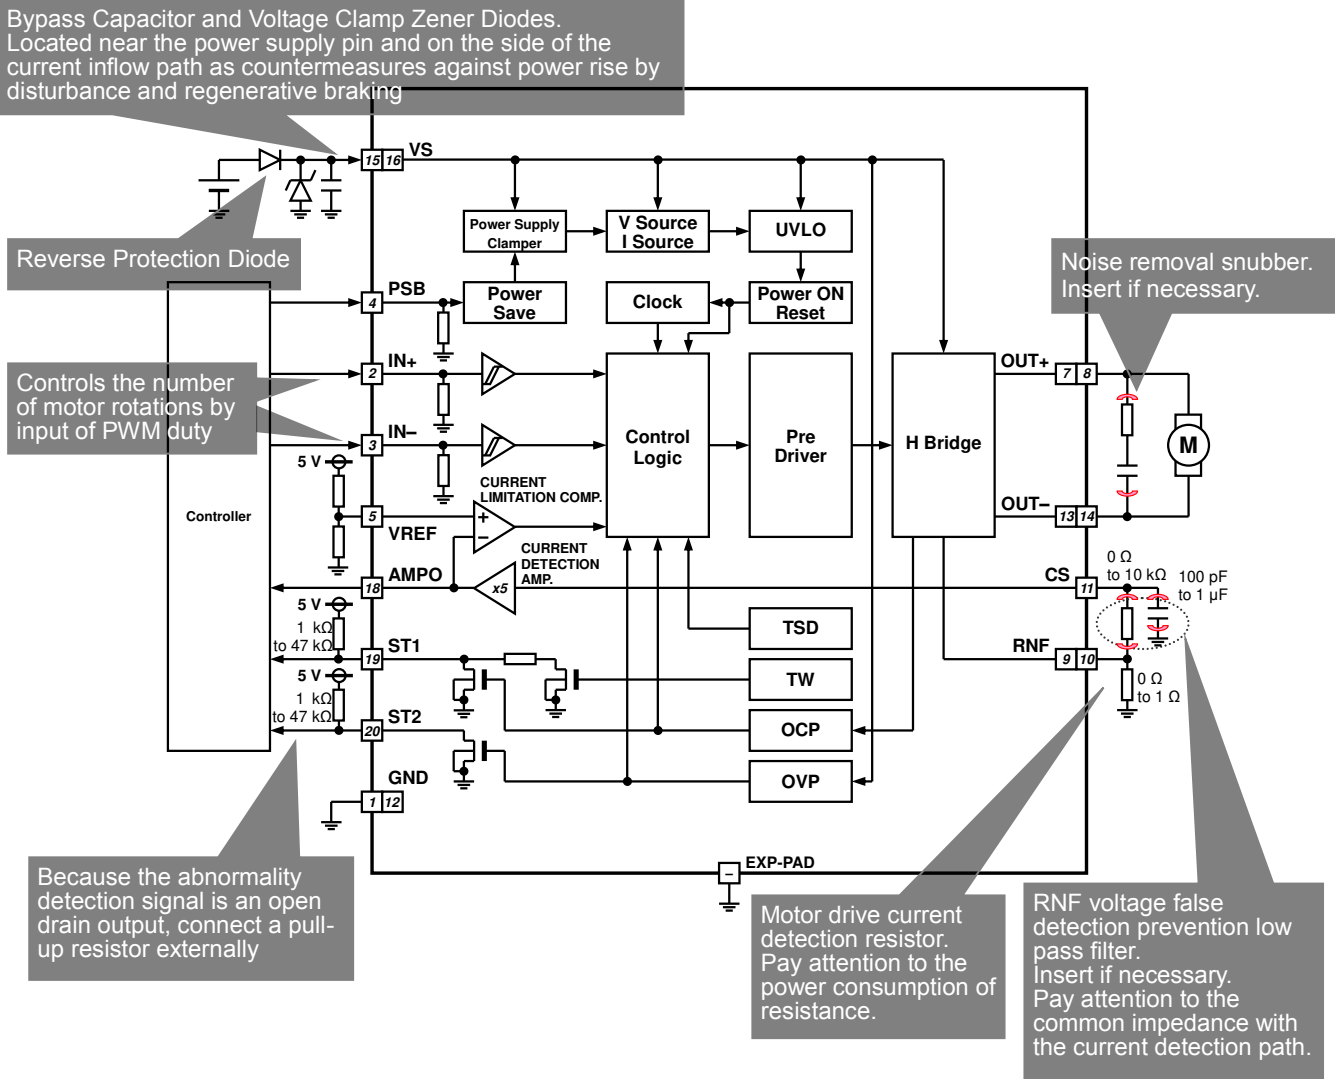 Bypass Capacitor and Voltage Clamp Zener Diodes.
Located near the power supply pin and on the side of the
current inflow path as countermeasures against power rise by
disturbance and regenerative braking
15 16 VS
Power Supply
Clamper
V Source
I Source
UVLO
Reverse Protection Diode
Noise removal snubber.
Insert if necessary.
4 PSB
Power
Save
Clock
Power ON
Reset
Controls the number
of motor rotations by
input of PWM duty
2 IN+
3 IN–
Control
Logic
Pre
Driver
H Bridge
OUT+
7 8
M
OUT–
13 14
5 V
CURRENT
LIMITATION COMP.
+
–
5
VREF
Controller
CURRENT
DETECTION
AMP.
x5
18 AMPO
CS
11
0 Ω
to 10 kΩ
100 pF
to 1 µF
5 V
1 kΩ
to 47 kΩ
19 ST1
TSD
RNF
9 10
TW
5 V
1 kΩ
to 47 kΩ
20 ST2
OCP
0 Ω
to 1 Ω
OVP
GND
1 12
– EXP-PAD
Because the abnormality
detection signal is an open
drain output, connect a pull-
up resistor externally
Motor drive current
detection resistor.
Pay attention to the
power consumption of
resistance.
RNF voltage false
detection prevention low
pass filter.
Insert if necessary.
Pay attention to the
common impedance with
the current detection path.